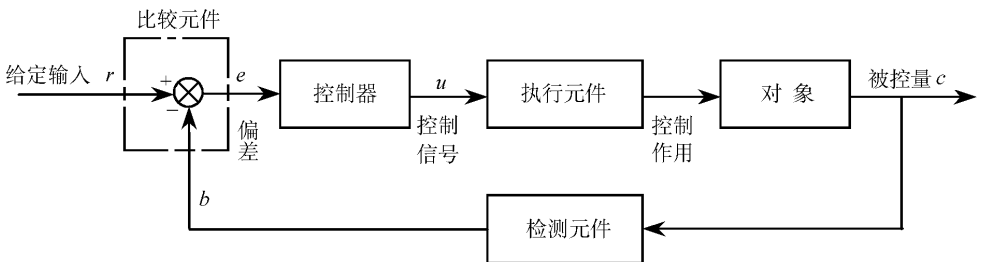 比较元件
给定输入 r
+
−
e
偏
差
控制器
u
控制
信号
执行元件
控制
作用
对 象
被控量 c
b
检测元件